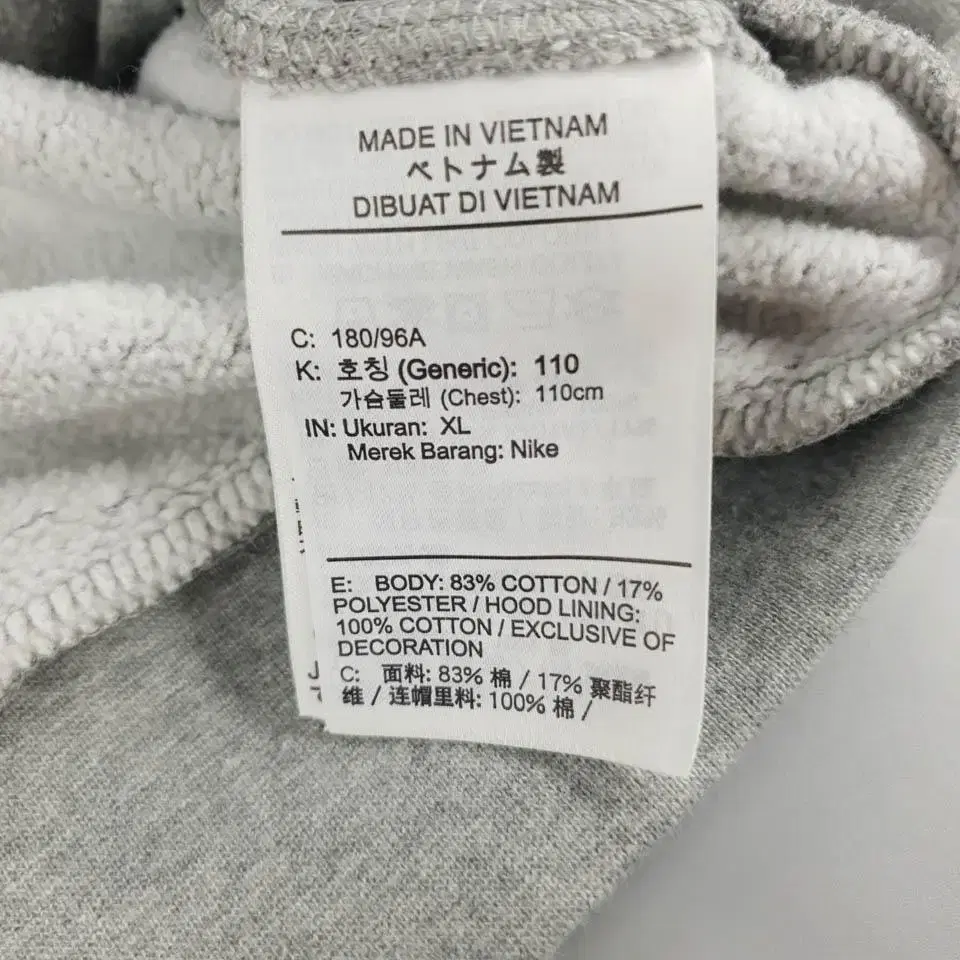 MADE IN VIETNAM
ベトナム製
DIBUAT DI VIETNAM
C: 180/96A
K: 호칭 (Generic): 110
가슴둘레 (Chest): 110cm
IN: Ukuran: XL
Merek Barang: Nike
E: BODY: 83% COTTON / 17%
POLYESTER / HOOD LINING:
100% COTTON / EXCLUSIVE OF
DECORATION
C: 面料: 83% 棉 / 17% 聚酯纤
维 / 连帽里料: 100% 棉 /